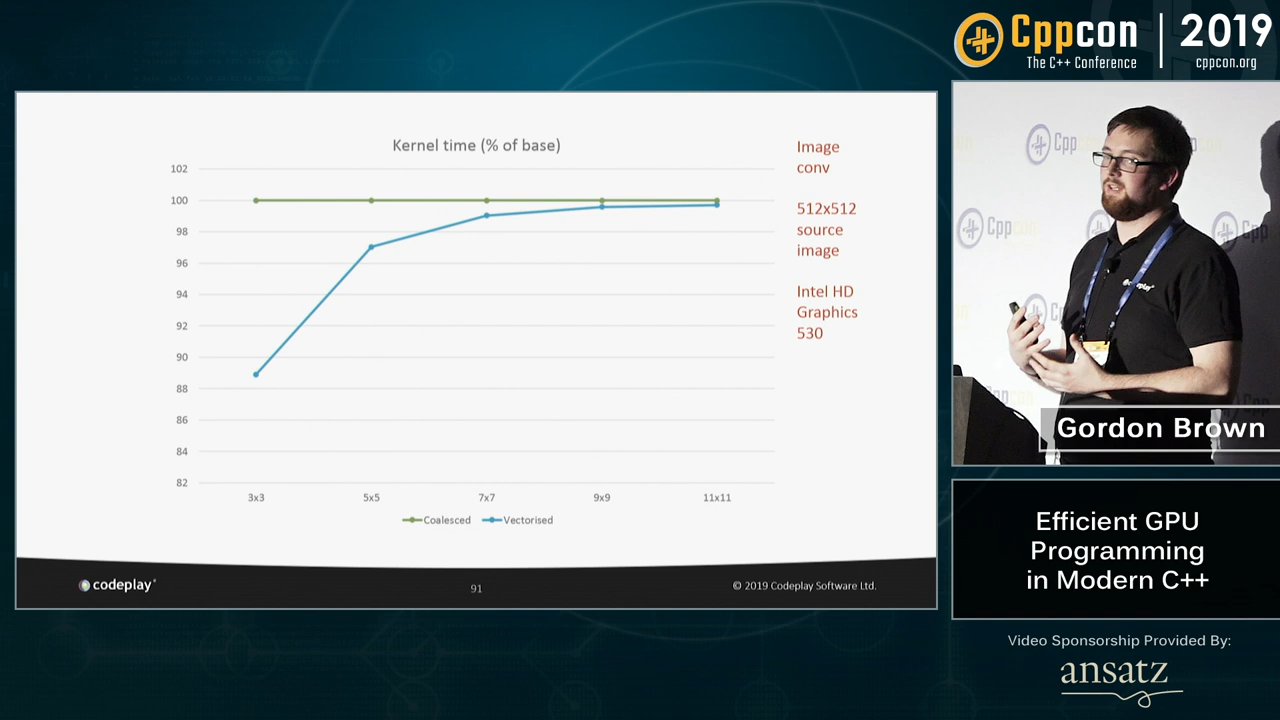 Cppcon
The C++ Conference
2019
cppcon.org
Kernel time (% of base)
102
100
98
96
94
92
90
88
86
84
82
3x3
5x5
7x7
9x9
11x11
Coalesced
Vectorised
Image
conv
512x512
source
image
Intel HD
Graphics
530
codeplay
91
© 2019 Codeplay Software Ltd.
Gordon Brown
Efficient GPU
Programming
in Modern C++
Video Sponsorship Provided By:
ansatz